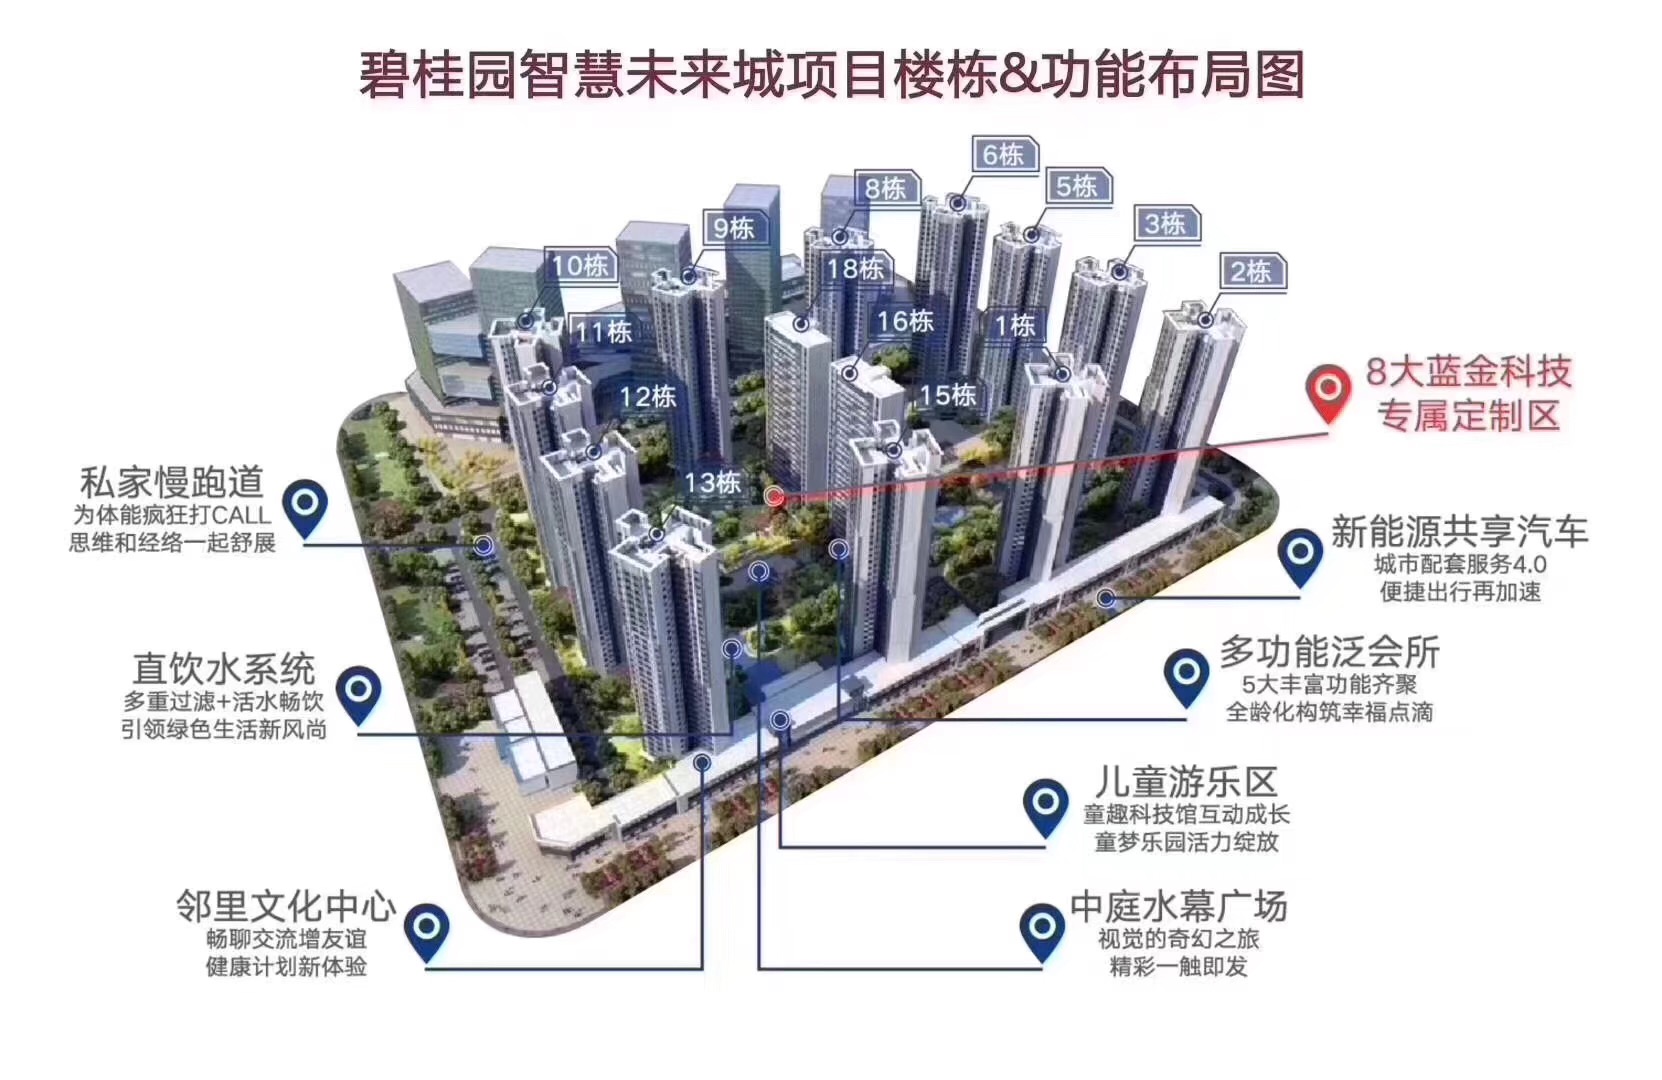 碧桂园智慧未来城项目楼栋&功能布局图
6栋
5栋
8栋
3栋
9栋
2栋
10栋
18栋
11栋
16栋
1栋
12栋
15栋
13栋
8大蓝金科技
专属定制区
私家慢跑道
为体能疯狂打CALL
思维和经络一起舒展
新能源共享汽车
城市配套服务4.0
便捷出行再加速
直饮水系统
多重过滤+活水畅饮
引领绿色生活新风尚
多功能泛会所
5大丰富功能齐聚
全龄化构筑幸福点滴
儿童游乐区
童趣科技馆互动成长
童梦乐园活力绽放
邻里文化中心
畅聊交流增友谊
健康计划新体验
中庭水幕广场
视觉的奇幻之旅
精彩一触即发